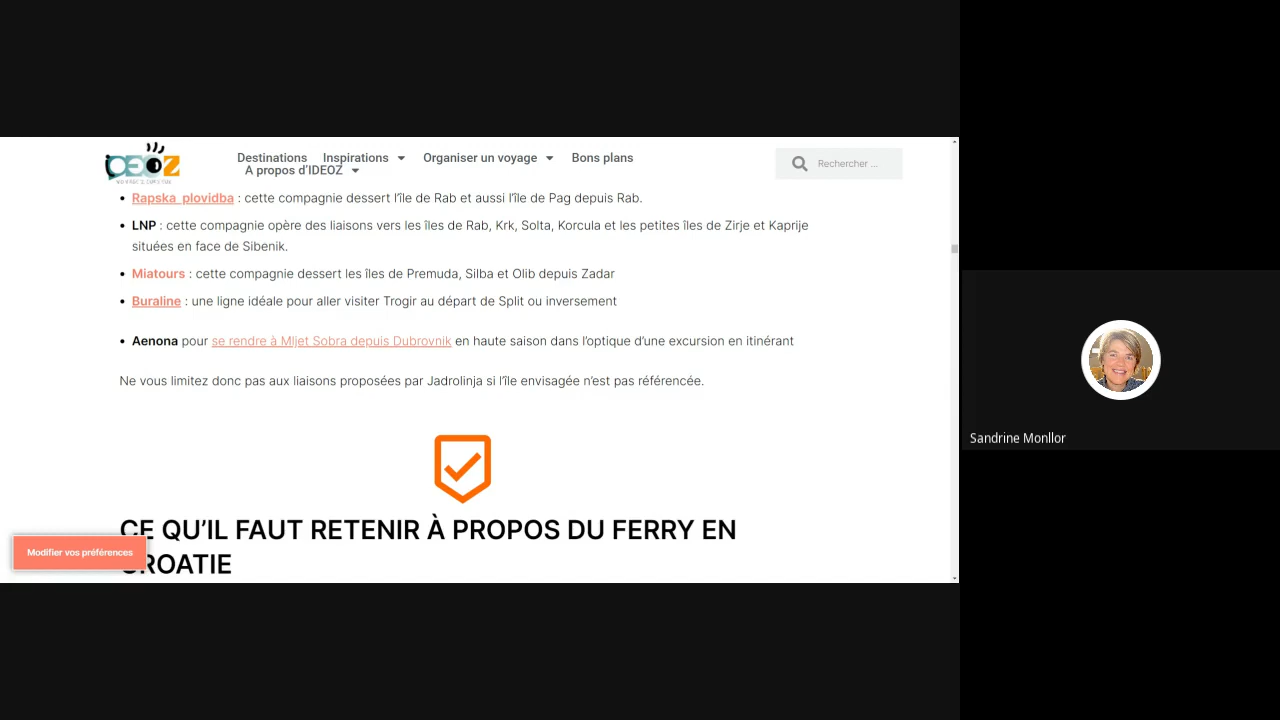 IDEOZ
Destinations Inspirations Organiser un voyage Bons plans
A propos d'IDEOZ
Rechercher ...
• Rapska plovidba : cette compagnie dessert l'île de Rab et aussi l'île de Pag depuis Rab.
• LNP : cette compagnie opère des liaisons vers les îles de Rab, Krk, Solta, Korcula et les petites îles de Zirje et Kaprije
situées en face de Sibenik.
• Miatours : cette compagnie dessert les îles de Premuda, Silba et Olib depuis Zadar
• Buraline : une ligne idéale pour aller visiter Trogir au départ de Split ou inversement
• Aenona pour se rendre à Mljet Sobra depuis Dubrovnik en haute saison dans l'optique d'une excursion en itinérant
Ne vous limitez donc pas aux liaisons proposées par Jadrolinja si l'île envisagée n'est pas référencée.
CE QU'IL FAUT RETENIR À PROPOS DU FERRY EN
CROATIE
Modifier vos préférences
Sandrine Monllor